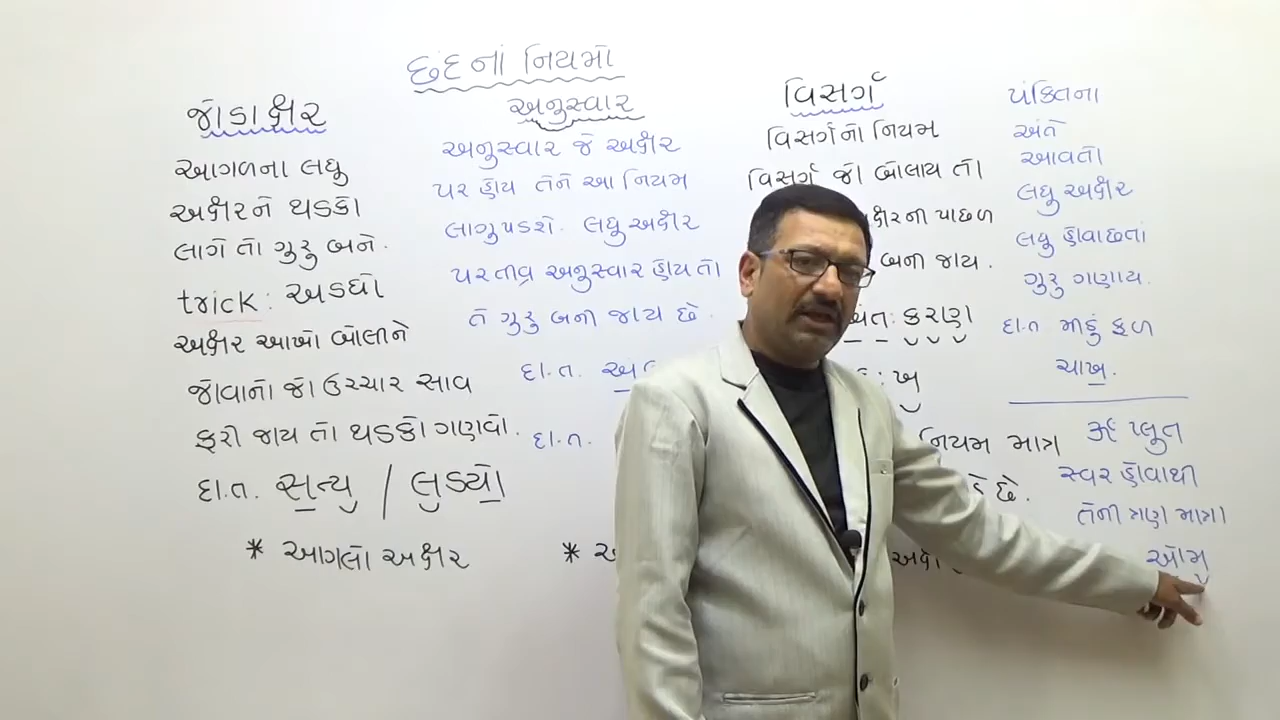 છંદનાં નિયમો
જોડાક્ષર
આગળના લઘુ
અક્ષરને થડકો
લાગે તો ગુરુ બને.
trick: અડધો
અક્ષર આખો બોલીને
જોવાનો જો ઉચ્ચાર સાવ
ફરી જાય તો થડકો ગણવો.
દા.ત. સત્યુ / લુડયો
* આગલો અક્ષર
અનુસ્વાર
અનુસ્વાર જે અક્ષર
પર હોય તેને આ નિયમ
લાગુ પડશે. લઘુ અક્ષર
પર તીવ્ર અનુસ્વાર હોય તો
તે ગુરુ બની જાય છે.
દા.ત. અં
દા.ત.
*
વિસર્ગ
વિસર્ગનો નિયમ
વિસર્ગ જો બોલાય તો
ક્ષરની પાછળ
બની જાય.
અંત: કરણ
: ખ
નિયમ માત્ર
છે.
પંક્તિના
અંતે
આવતો
લઘુ અક્ષર
લઘુ હોવા છતાં
ગુરુ ગણાય.
દા.ત મીઠું ફળ
ચાખ.
ૐ પ્લુત
સ્વર હોવાથી
તેની ત્રણ માત્રા
ઓમ